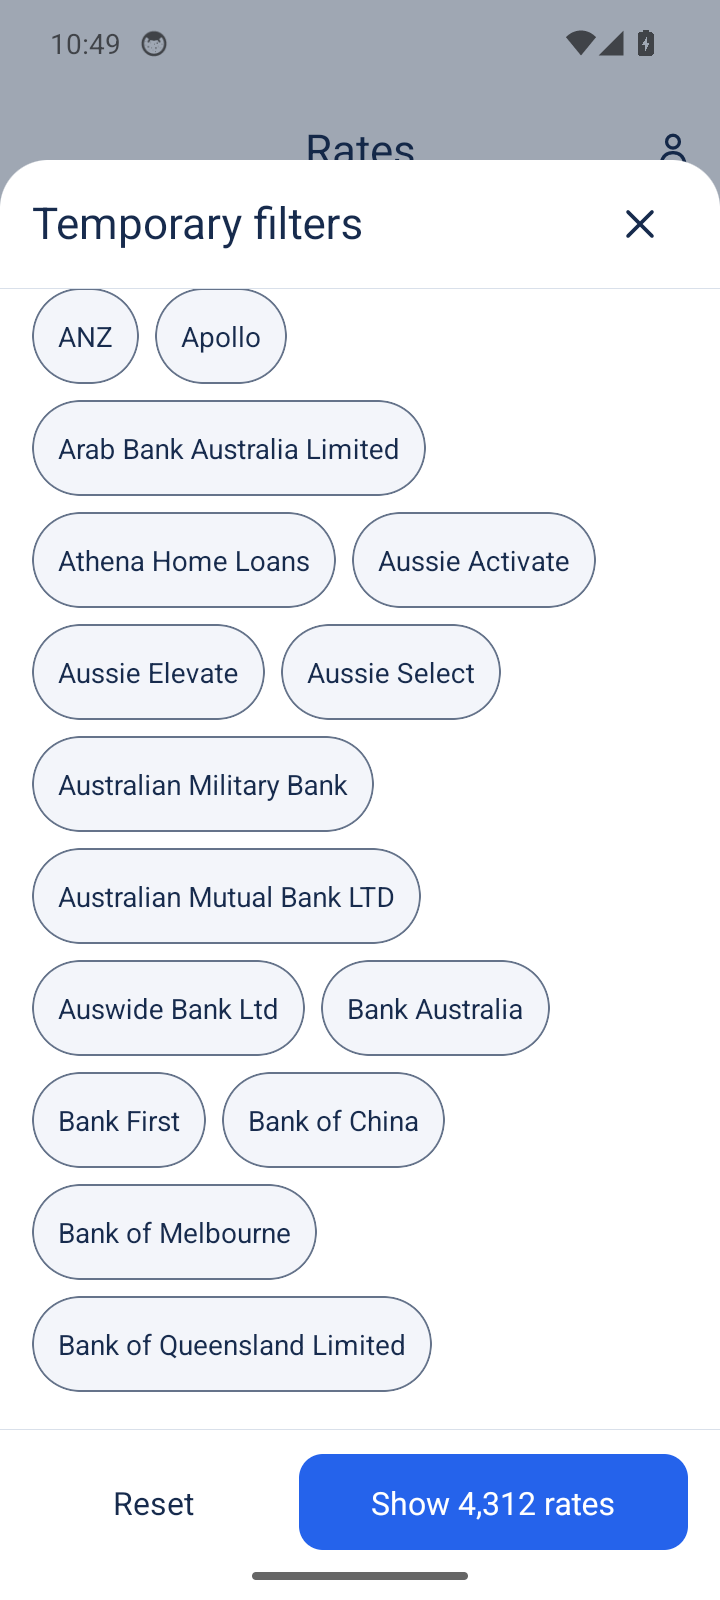 10:49
Rates
Temporary filters
ANZ
Apollo
Arab Bank Australia Limited
Athena Home Loans
Aussie Activate
Aussie Elevate
Aussie Select
Australian Military Bank
Australian Mutual Bank LTD
Auswide Bank Ltd
Bank Australia
Bank First
Bank of China
Bank of Melbourne
Bank of Queensland Limited
Reset
Show 4,312 rates